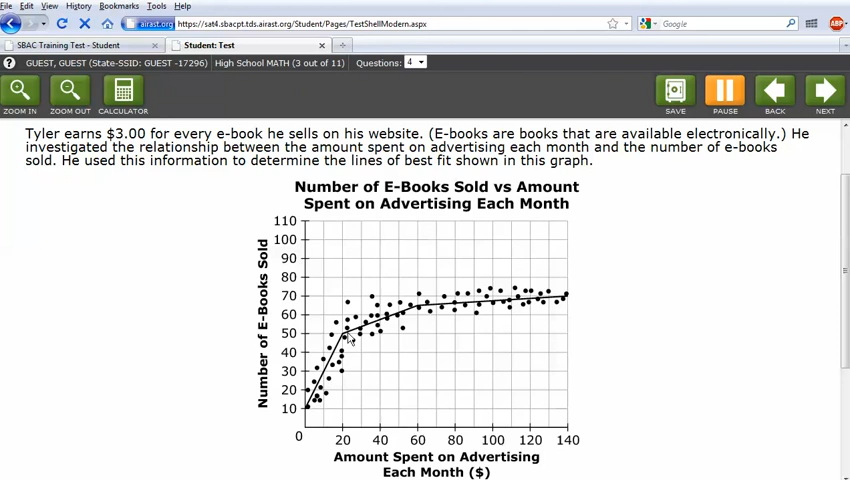 File Edit View History Bookmarks Tools Help
airast.org https://sat4.sbacpt.tds.airast.org/Student/Pages/TestShellModern.aspx Google ABP
SBAC Training Test - Student Student: Test
GUEST, GUEST (State-SSID: GUEST -17296) High School MATH (3 out of 11) Questions: 4
ZOOM IN ZOOM OUT CALCULATOR SAVE PAUSE BACK NEXT
Tyler earns $3.00 for every e-book he sells on his website. (E-books are books that are available electronically.) He
investigated the relationship between the amount spent on advertising each month and the number of e-books
sold. He used this information to determine the lines of best fit shown in this graph.
Number of E-Books Sold vs Amount
Spent on Advertising Each Month
Number of E-Books Sold
110
100
90
80
70
60
50
40
30
20
10
0 20 40 60 80 100 120 140
Amount Spent on Advertising
Each Month ($)